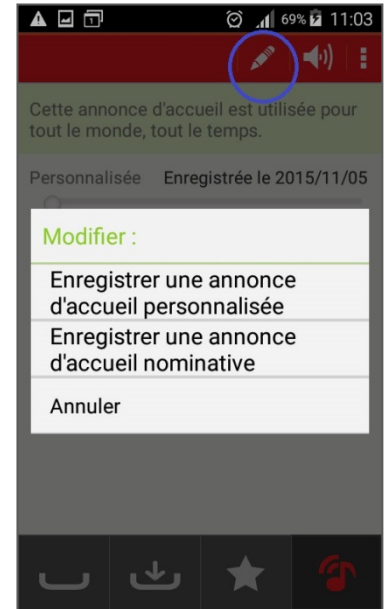 69% 11:03
Cette annonce d'accueil est utilisée pour
tout le monde, tout le temps.
Personnalisée Enregistrée le 2015/11/05
Modifier :
Enregistrer une annonce
d'accueil personnalisée
Enregistrer une annonce
d'accueil nominative
Annuler